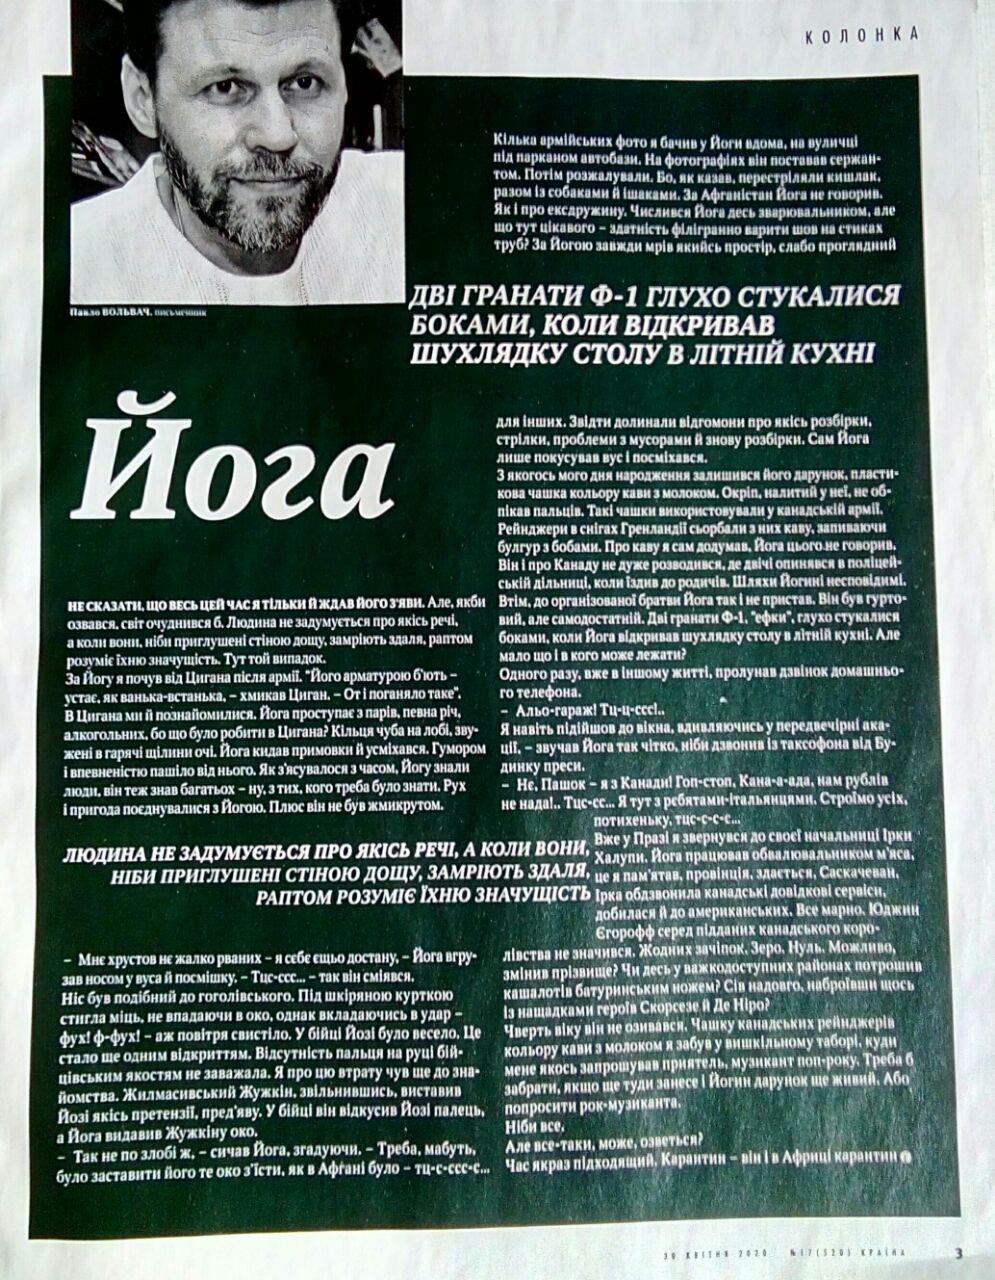 КОЛОНКА
Павло ВОЛЬВАЧ, письменник
Йога
НЕ СКАЗАТИ, ЩО ВЕСЬ ЦЕЙ ЧАС Я ТІЛЬКИ Й ЖДАВ ЙОГО З'ЯВИ. Але, якби
озвався, світ очуднився б. Людина не задумується про якісь речі,
а коли вони, ніби приглушені стіною дощу, замріють здаля, раптом
розуміє їхню значущість. Тут той випадок.
За Йогу я почув від Цигана після армії. "Його арматурою б'ють –
устає, як ванька-встанька, – хмикав Циган. – От і поганяло таке".
В Цигана ми й познайомилися. Йога проступає з парів, певна річ,
алкогольних, бо що було робити в Цигана? Кільця чуба на лобі, зву-
жені в гарячі щілини очі. Йога кидав примовки й усміхався. Гумором
і впевненістю пашіло від нього. Як з'ясувалося з часом, Йогу знали
люди, він теж знав багатьох – ну, з тих, кого треба було знати. Рух
і пригода поєднувалися з Йогою. Плюс він не був жмикрутом.
ЛЮДИНА НЕ ЗАДУМУЄТЬСЯ ПРО ЯКІСЬ РЕЧІ, А КОЛИ ВОНИ,
НІБИ ПРИГЛУШЕНІ СТІНОЮ ДОЩУ, ЗАМРІЮТЬ ЗДАЛЯ,
РАПТОМ РОЗУМІЄ ЇХНЮ ЗНАЧУЩІСТЬ
– Мнє хрустов нє жалко рваних – я себе єщьо достану, – Йога вгру-
зав носом у вуса й посмішку. – Тцс-ссс... – так він сміявся.
Ніс був подібний до гоголівського. Під шкіряною курткою
стигла міць, не впадаючи в око, однак вкладаючись в удар –
фух! ф-фух! – аж повітря свистіло. У бійці Йозі було весело. Це
стало ще одним відкриттям. Відсутність пальця на руці бій-
цівським якостям не заважала. Я про цю втрату чув ще до зна-
йомства. Жилмасивський Жужкін, звільнившись, виставив
Йозі якісь претензії, пред'яву. У бійці він відкусив Йозі палець,
а Йога видавив Жужкіну око.
– Так не по злобі ж, – сичав Йога, згадуючи. – Треба, мабуть,
було заставити його те око з'їсти, як в Афґані було – тц-с-ссс-с...
Кілька армійських фото я бачив у Йоги вдома, на вуличці
під парканом автобази. На фотографіях він поставав сержан-
том. Потім розжалували. Бо, як казав, перестріляли кишлак,
разом із собаками й ішаками. За Афганістан Йога не говорив.
Як і про ексдружину. Числився Йога десь зварювальником, але
що тут цікавого – здатність філігранно варити шов на стиках
труб? За Йогою завжди мрів якийсь простір, слабо проглядний
ДВІ ГРАНАТИ Ф-1 ГЛУХО СТУКАЛИСЯ
БОКАМИ, КОЛИ ВІДКРИВАВ
ШУХЛЯДКУ СТОЛУ В ЛІТНІЙ КУХНІ
для інших. Звідти долинали відгомони про якісь розбірки,
стрілки, проблеми з мусорами й знову розбірки. Сам Йога
лише покусував вус і посміхався.
З якогось мого дня народження залишився його дарунок, пласти-
кова чашка кольору кави з молоком. Окріп, налитий у неї, не об-
пікав пальців. Такі чашки використовували у канадській армії.
Рейнджери в снігах Гренландії сьорбали з них каву, запиваючи
булгур з бобами. Про каву я сам додумав, Йога цього не говорив.
Він і про Канаду не дуже розводився, де двічі опинявся в поліцей-
ській дільниці, коли їздив до родичів. Шляхи Йогині несповідимі.
Втім, до організованої братви Йога так і не пристав. Він був гурто-
вий, але самодостатній. Дві гранати Ф-1, "ефки", глухо стукалися
боками, коли Йога відкривав шухлядку столу в літній кухні. Але
мало що і в кого може лежати?
Одного разу, вже в іншому житті, пролунав дзвінок домашньо-
го телефона.
– Альо-гараж! Тц-ц-ссс!..
Я навіть підійшов до вікна, вдивляючись у передвечірні ака-
ції, – звучав Йога так чітко, ніби дзвонив із таксофона від Бу-
динку преси.
– Нє, Пашок – я з Канади! Гоп-стоп, Кана-а-ада, нам рублів
не нада!.. Тцс-сс... Я тут з рєбятами-італьянцами. Строїмо усіх,
потихеньку, тцс-с-с-с...
Вже у Празі я звернувся до своєї начальниці Ірки
Халупи. Йога працював обвалювальником м'яса,
це я пам'ятав, провінція, здається, Саскачеван.
Ірка обдзвонила канадські довідкові сервіси,
добилася й до американських. Все марно. Юджин
Єгорофф серед підданих канадського коро-
лівства не значився. Жодних зачіпок. Зеро. Нуль. Можливо,
змінив прізвище? Чи десь у важкодоступних районах потрошив
кашалотів батуринським ножем? Сів надовго, наброївши щось
із нащадками героїв Скорсезе й Де Ніро?
Чверть віку він не озивався. Чашку канадських рейнджерів
кольору кави з молоком я забув у вишкільному таборі, куди
мене якось запрошував приятель, музикант поп-року. Треба б
забрати, якщо ще туди занесе і Йогин дарунок ще живий. Або
попросити рок-музиканта.
Ніби все.
Але все-таки, може, озветься?
Час якраз підходящий. Карантин – він і в Африці карантин
30 КВІТНЯ 2020 №17(520) КРАЇНА 3